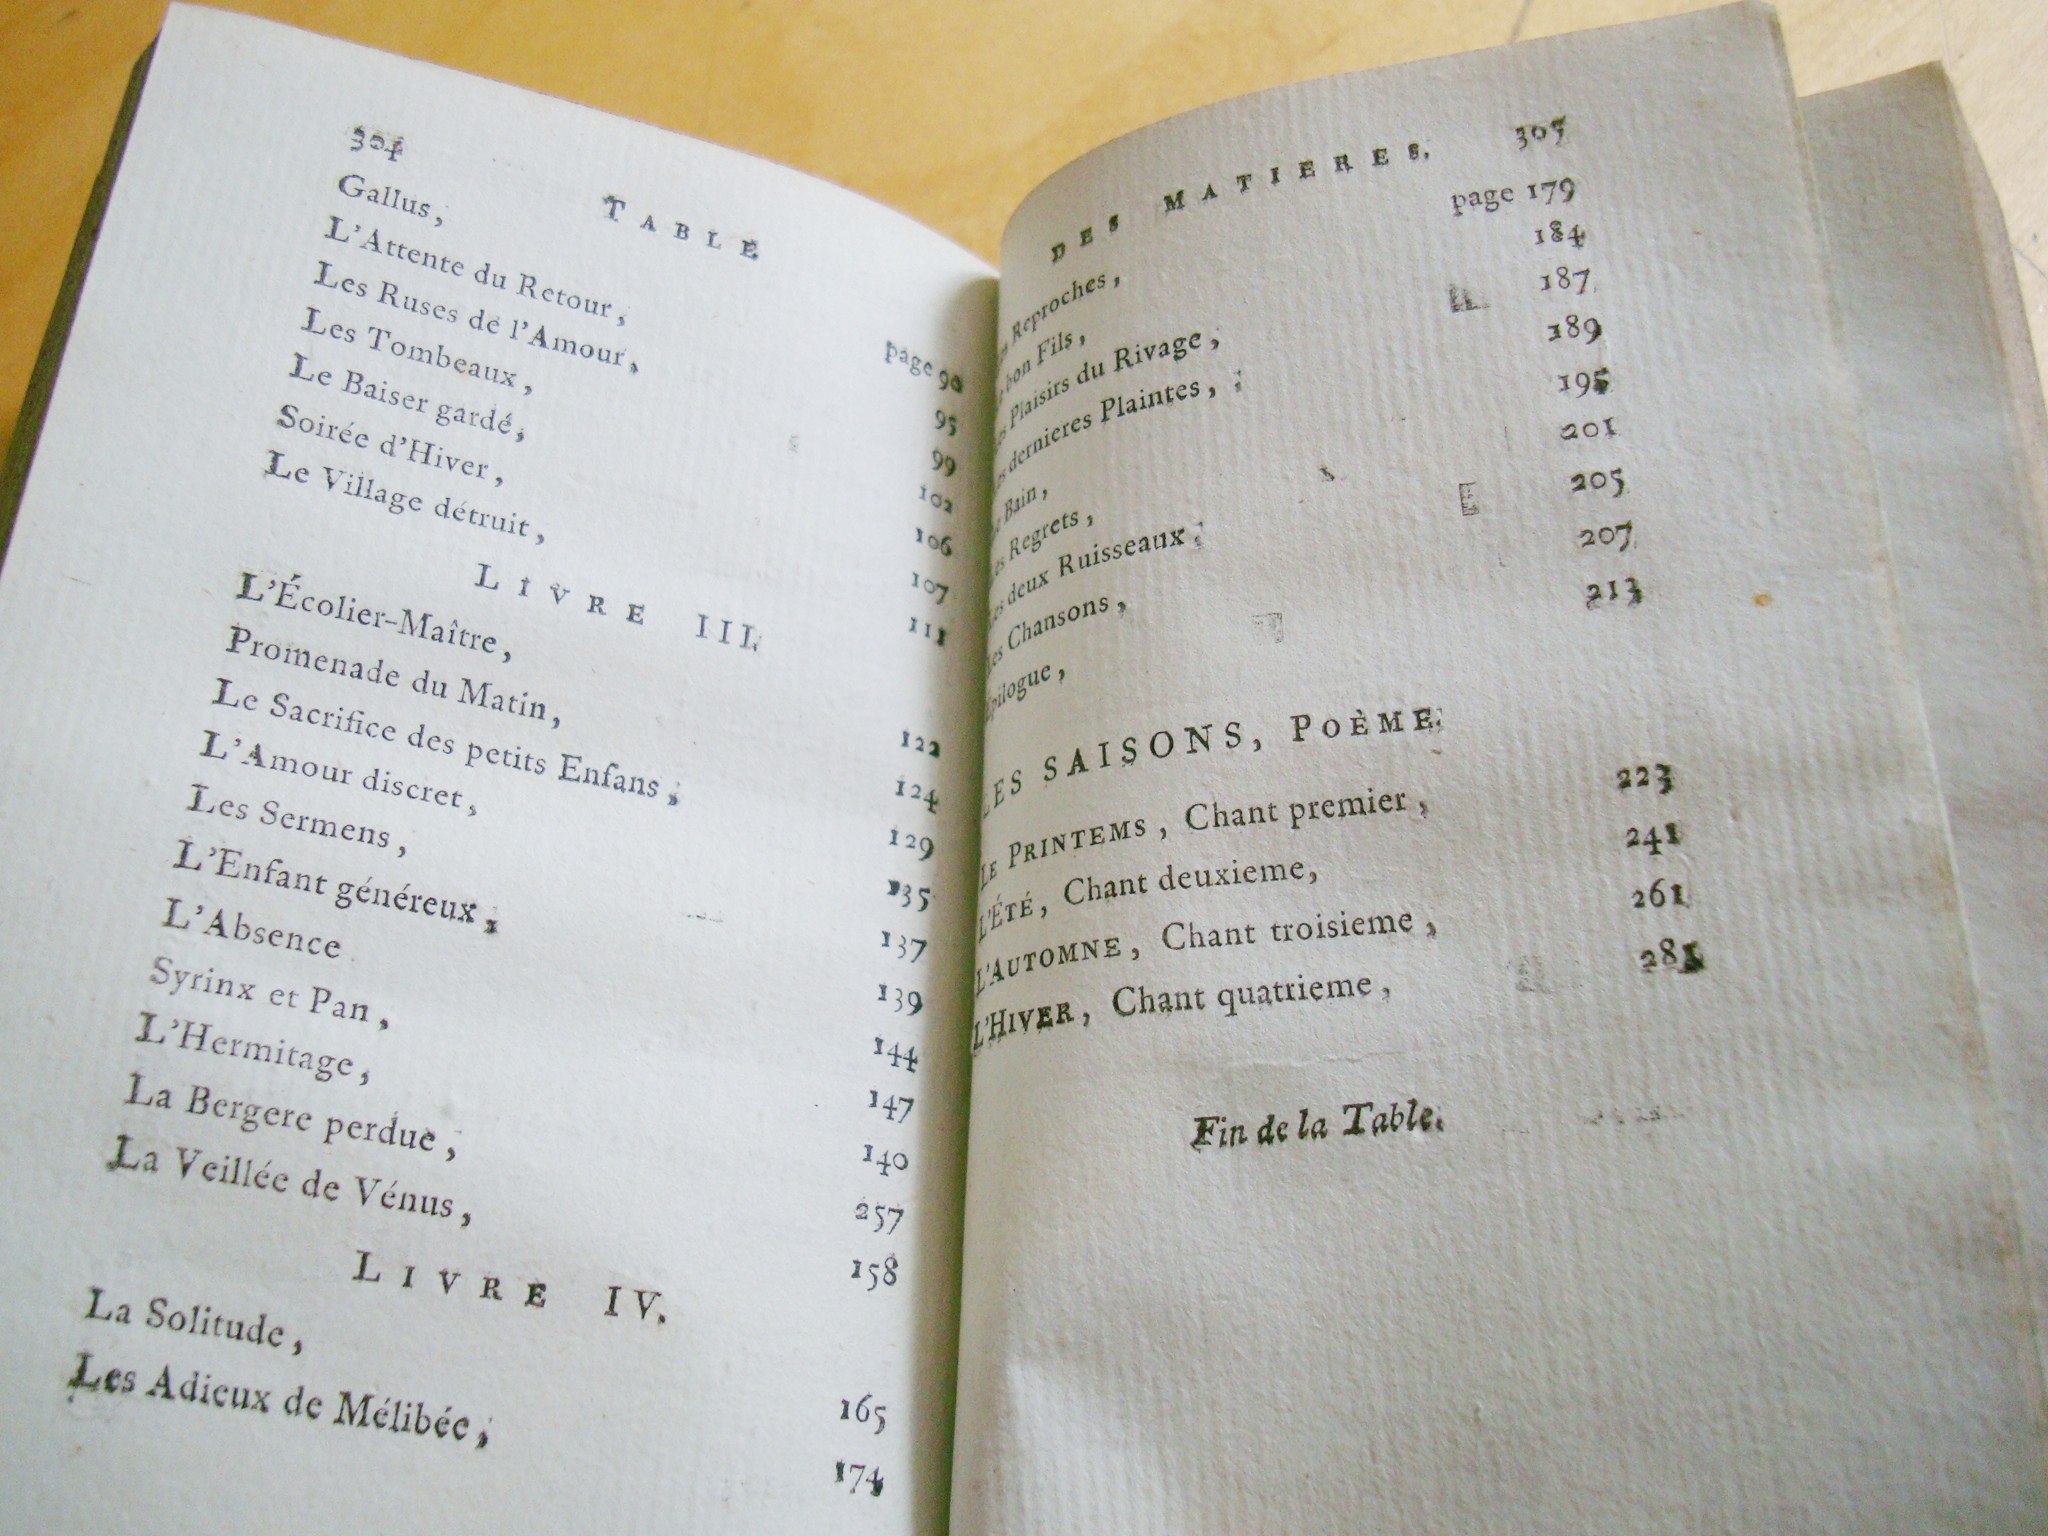 304 TABLE
Gallus, page 90
L'Attente du Retour, 95
Les Ruses de l'Amour, 99
Les Tombeaux, 102
Le Baiser gardé, 106
Soirée d'Hiver, 107
Le Village détruit, 111
LIVRE III.
L'Écolier-Maître, 122
Promenade du Matin, 124
Le Sacrifice des petits Enfans, 129
L'Amour discret, 135
Les Sermens, 137
L'Enfant généreux, 139
L'Absence 144
Syrinx et Pan, 147
L'Hermitage, 140
La Bergere perdue, 257
La Veillée de Vénus, 158
LIVRE IV.
La Solitude, 165
Les Adieux de Mélibée, 174
DES MATIERES. 305
Reproches, page 179
bon Fils, 184
Plaisirs du Rivage, 187
dernieres Plaintes, 189
Bain, 195
Regrets, 201
deux Ruisseaux, 205
Chansons, 207
Épilogue, 213
LES SAISONS, POÈME.
LE PRINTEMS, Chant premier, 223
L'ÉTÉ, Chant deuxieme, 241
L'AUTOMNE, Chant troisieme, 261
L'HIVER, Chant quatrieme, 281
Fin de la Table.